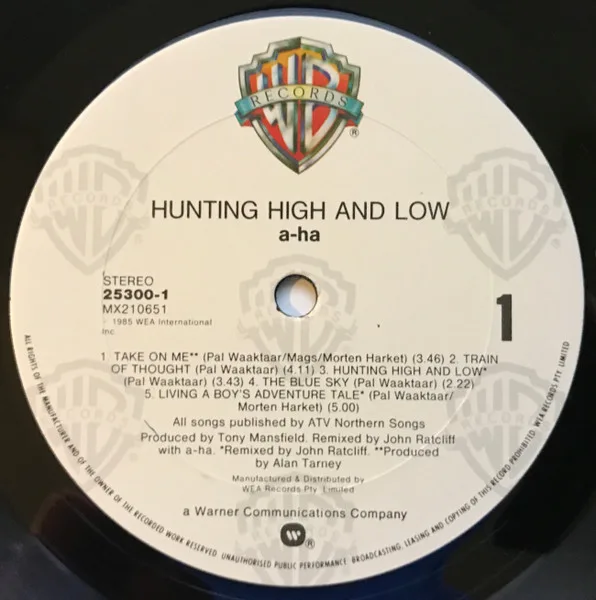 WB
RECORDS
®
HUNTING HIGH AND LOW
a-ha
STEREO
25300-1
MX210651
℗ 1985 WEA International
Inc
1
1 TAKE ON ME** (Pal Waaktaar/Mags/Morten Harket) (3.46) 2. TRAIN
OF THOUGHT (Pal Waaktaar) (4.11) 3. HUNTING HIGH AND LOW*
(Pal Waaktaar) (3.43) 4. THE BLUE SKY (Pal Waaktaar) (2.22)
5. LIVING A BOY'S ADVENTURE TALE* (Pal Waaktaar/
Morten Harket) (5.00)
All songs published by ATV Northern Songs
Produced by Tony Mansfield. Remixed by John Ratcliff
with a-ha. *Remixed by John Ratcliff. **Produced
by Alan Tarney
Manufactured & Distributed by
WEA Records Pty. Limited
a Warner Communications Company
®
ALL RIGHTS OF THE MANUFACTURER AND OF THE OWNER OF THE RECORDED WORK RESERVED. UNAUTHORISED PUBLIC PERFORMANCE, BROADCASTING, LEASING AND COPYING OF THIS RECORD PROHIBITED. WEA RECORDS PTY. LIMITED